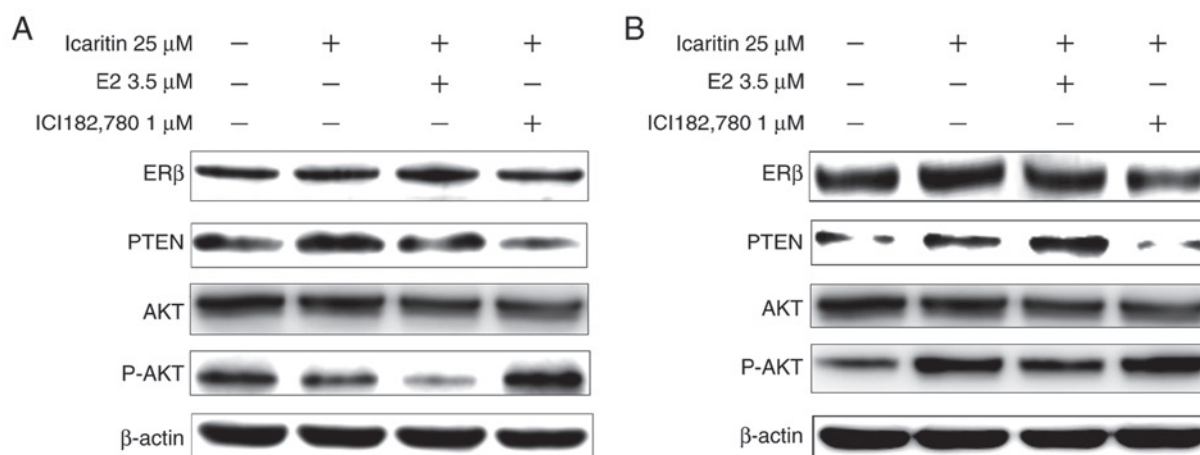 A
Icaritin 25 μM − + + +
E2 3.5 μM − − + −
ICI182,780 1 μM − − − +
ERβ
PTEN
AKT
P-AKT
β-actin
B
Icaritin 25 μM − + + +
E2 3.5 μM − − + −
ICI182,780 1 μM − − − +
ERβ
PTEN
AKT
P-AKT
β-actin